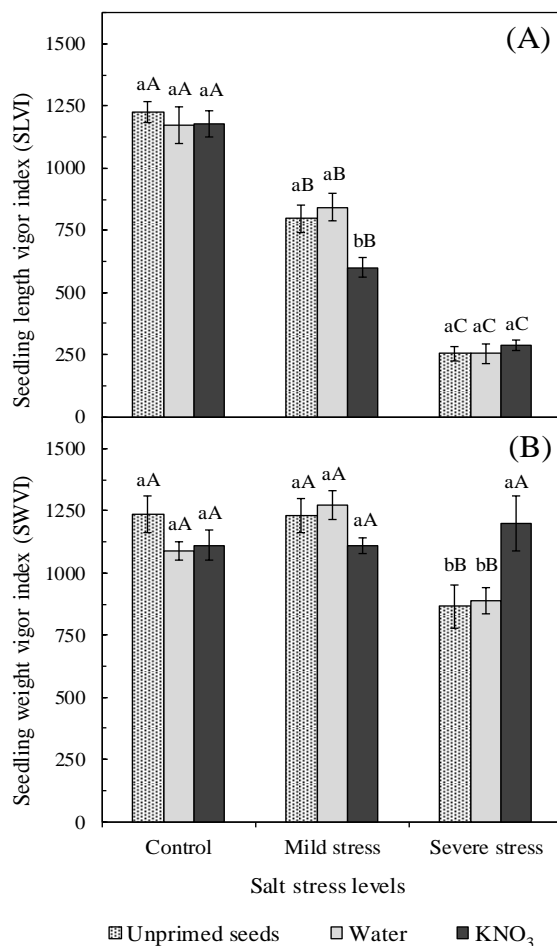 (A)
Seedling length vigor index (SLVI)
1500
1250
1000
750
500
250
0
aA
aA
aA
aB
aB
bB
aC
aC
aC
(B)
Seedling weight vigor index (SWVI)
1500
1250
1000
750
500
250
0
aA
aA
aA
aA
aA
aA
bB
bB
aA
Control
Mild stress
Severe stress
Salt stress levels
Unprimed seeds
Water
KNO₃